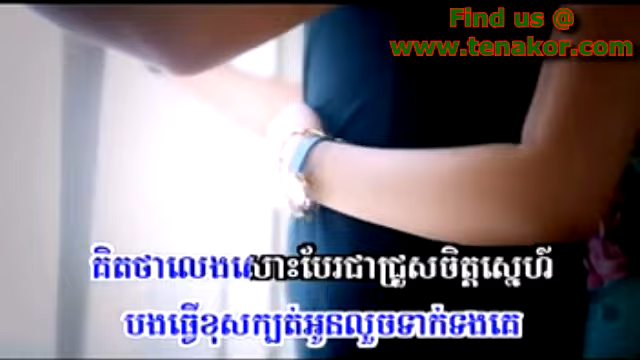 Find us @
www.tenakor.com
គិតថាលេងសោះបែរជាជ្រួសចិត្តស្នេហ៍
បងធ្វើខុសក្បត់អូនលួចទាក់ទងគេ